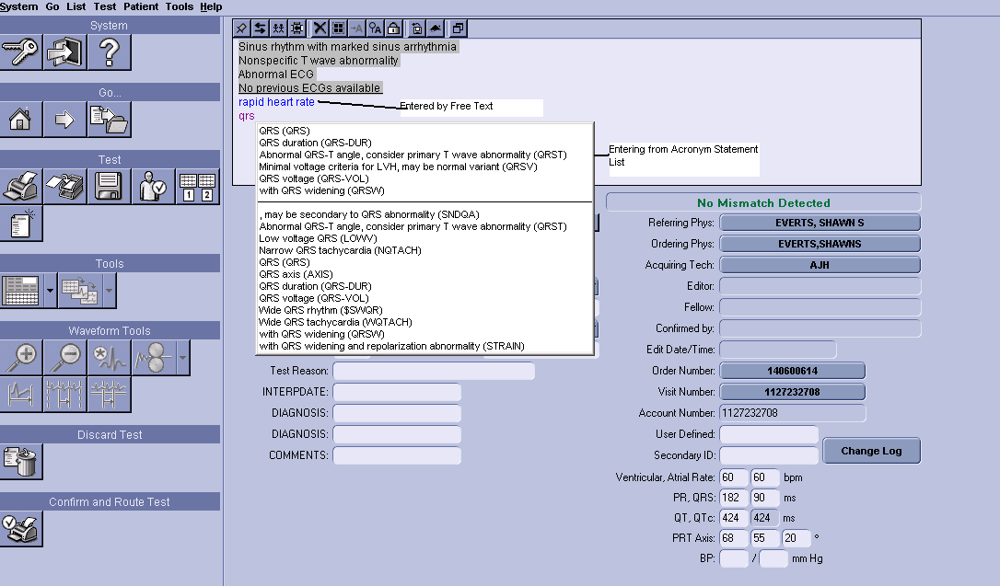 System Go List Test Patient Tools Help
System
Go...
Test
1 2
Tools
Waveform Tools
Discard Test
Confirm and Route Test
Sinus rhythm with marked sinus arrhythmia
Nonspecific T wave abnormality
Abnormal ECG
No previous ECGs available
rapid heart rate
Entered by Free Text
qrs
QRS (QRS)
QRS duration (QRS-DUR)
Abnormal QRS-T angle, consider primary T wave abnormality (QRST)
Minimal voltage criteria for LVH, may be normal variant (QRSV)
QRS voltage (QRS-VOL)
with QRS widening (QRSW)
, may be secondary to QRS abnormality (SNDQA)
Abnormal QRS-T angle, consider primary T wave abnormality (QRST)
Low voltage QRS (LOWV)
Narrow QRS tachycardia (NQTACH)
QRS (QRS)
QRS axis (AXIS)
QRS duration (QRS-DUR)
QRS voltage (QRS-VOL)
Wide QRS rhythm ($SWQR)
Wide QRS tachycardia (WQTACH)
with QRS widening (QRSW)
with QRS widening and repolarization abnormality (STRAIN)
Entering from Acronym Statement
List
Test Reason:
INTERPDATE:
DIAGNOSIS:
DIAGNOSIS:
COMMENTS:
No Mismatch Detected
Referring Phys: EVERTS, SHAWN S
Ordering Phys: EVERTS,SHAWNS
Acquiring Tech: AJH
Editor:
Fellow:
Confirmed by:
Edit Date/Time:
Order Number: 140600614
Visit Number: 1127232708
Account Number: 1127232708
User Defined:
Secondary ID:
Change Log
Ventricular, Atrial Rate: 60 60 bpm
PR, QRS: 182 90 ms
QT, QTc: 424 424 ms
PRT Axis: 68 55 20 °
BP: / mm Hg